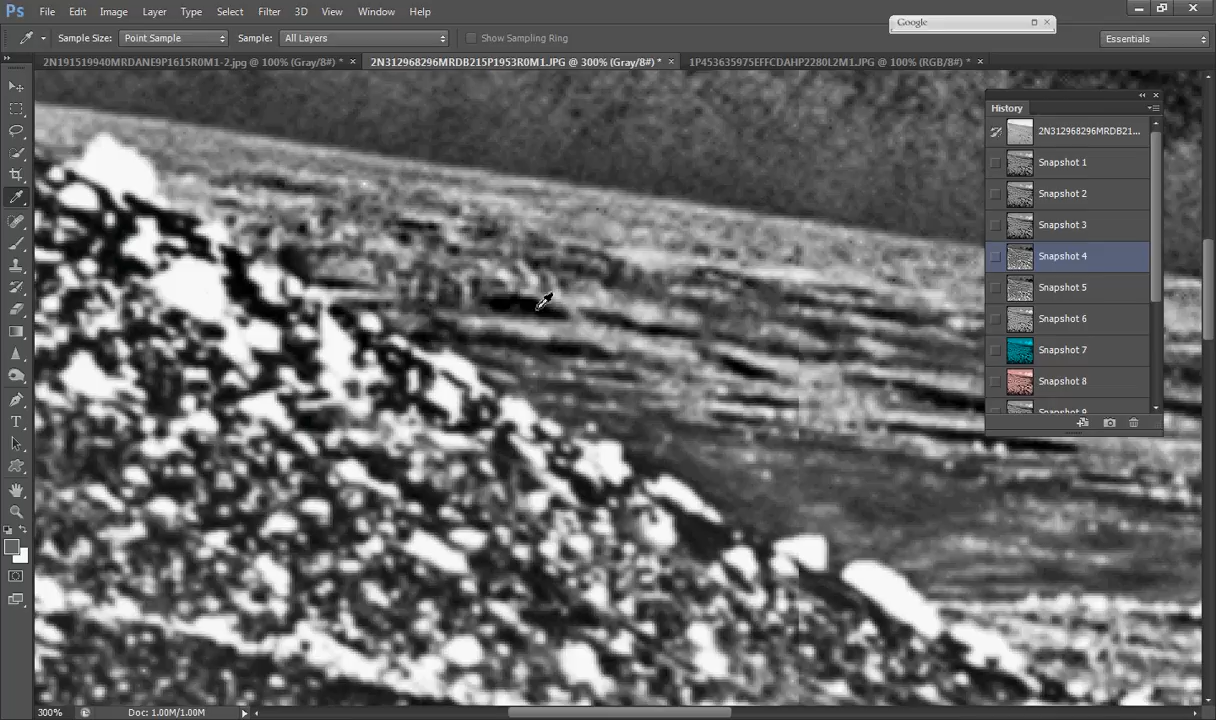 Ps File Edit Image Layer Type Select Filter 3D View Window Help
Google
Sample Size: Point Sample Sample: All Layers Show Sampling Ring Essentials
2N191519940MRDANE9P1615R0M1-2.jpg @ 100% (Gray/8#) * × 2N312968296MRDB215P1953R0M1.JPG @ 300% (Gray/8#) * × 1P453635975EFFCDAHP2280L2M1.JPG @ 100% (RGB/8#) * ×
History
2N312968296MRDB21...
Snapshot 1
Snapshot 2
Snapshot 3
Snapshot 4
Snapshot 5
Snapshot 6
Snapshot 7
Snapshot 8
Snapshot 9
300% Doc: 1.00M/1.00M